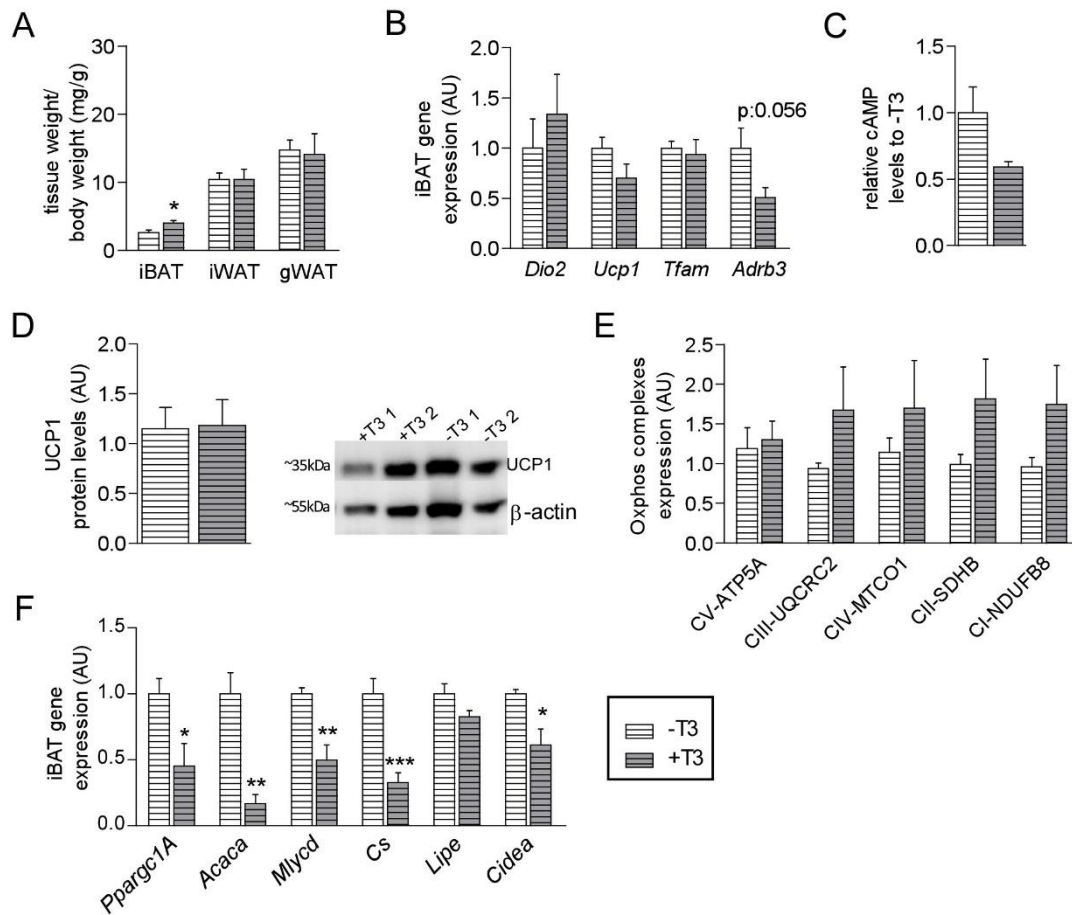 A
tissue weight/
body weight (mg/g)
30
20
10
0
*
iBAT
iWAT
gWAT
B
iBAT gene
expression (AU)
2.0
1.5
1.0
0.5
0.0
p:0.056
Dio2
Ucp1
Tfam
Adrb3
C
relative cAMP
levels to -T3
1.5
1.0
0.5
0.0
D
UCP1
protein levels (AU)
2.0
1.5
1.0
0.5
0.0
+T3 1
+T3 2
-T3 1
-T3 2
~35kDa
UCP1
~55kDa
β-actin
E
Oxphos complexes
expression (AU)
2.5
2.0
1.5
1.0
0.5
0.0
CV-ATP5A
CIII-UQCRC2
CIV-MTCO1
CII-SDHB
CI-NDUFB8
F
iBAT gene
expression (AU)
1.5
1.0
0.5
0.0
*
**
**
***
*
Ppargc1A
Acaca
Mlycd
Cs
Lipe
Cidea
-T3
+T3